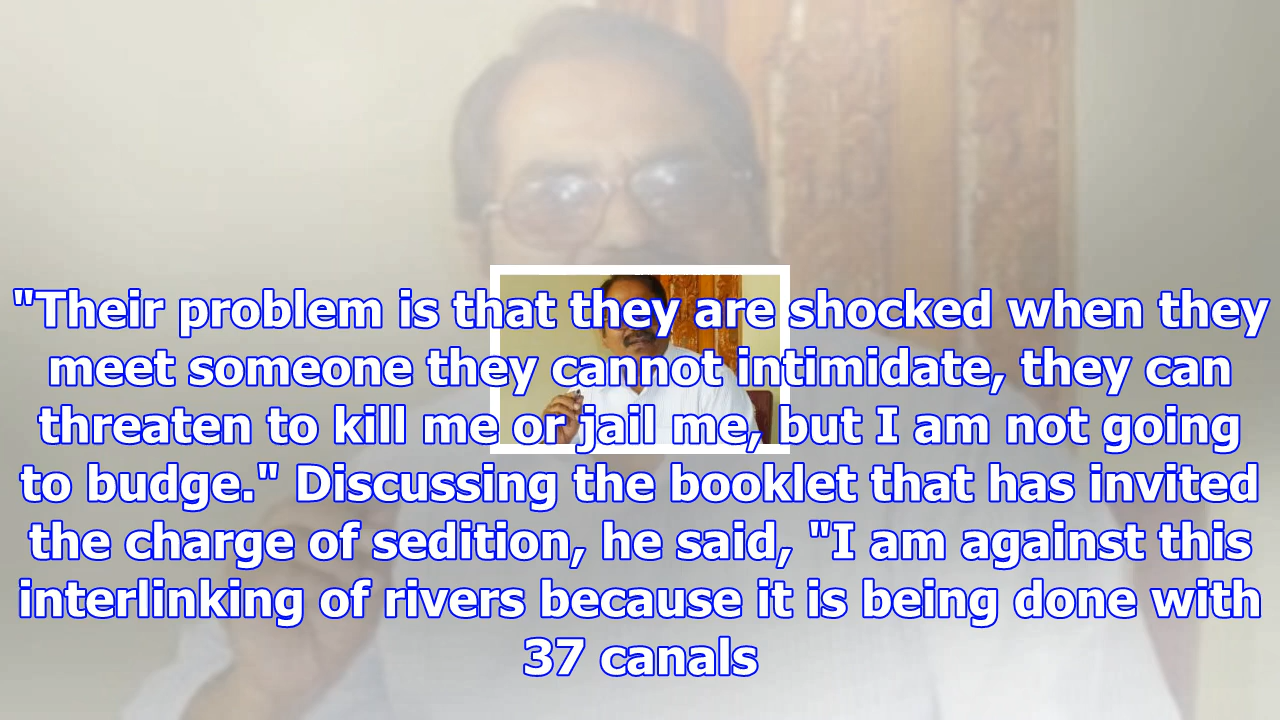 "Their problem is that they are shocked when they
meet someone they cannot intimidate, they can
threaten to kill me or jail me, but I am not going
to budge." Discussing the booklet that has invited
the charge of sedition, he said, "I am against this
interlinking of rivers because it is being done with
37 canals